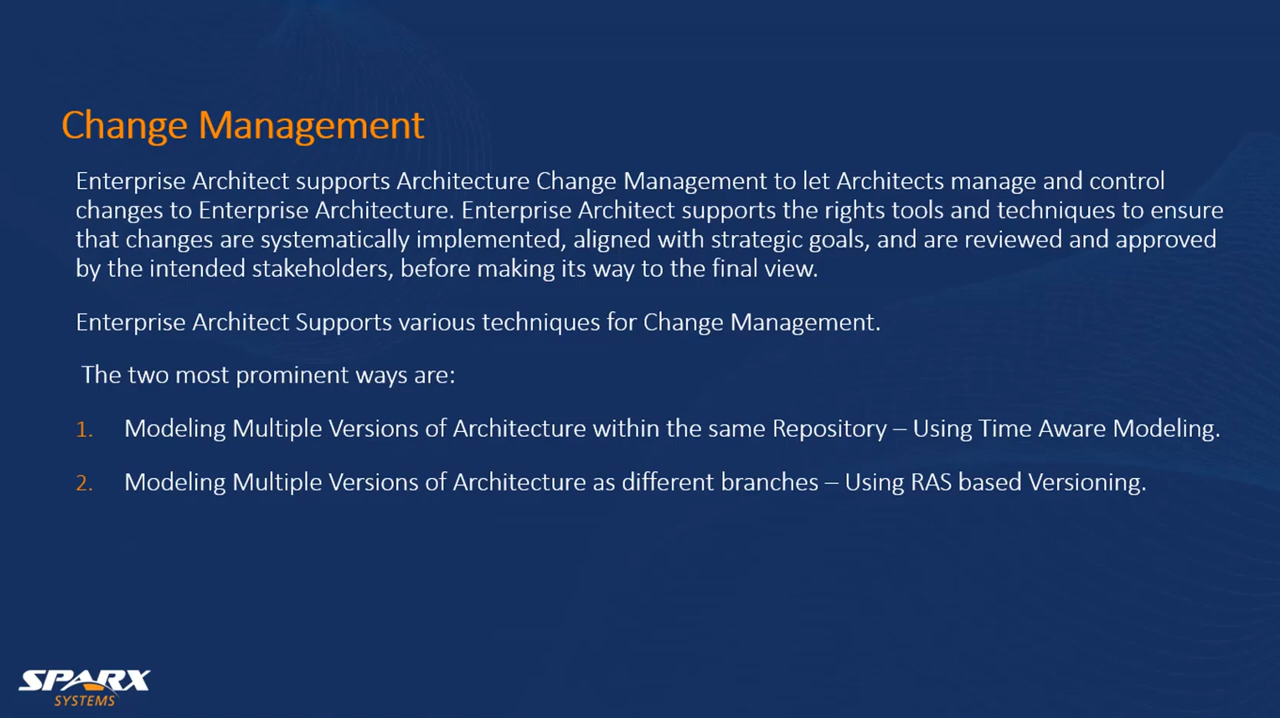 Change Management
Enterprise Architect supports Architecture Change Management to let Architects manage and control
changes to Enterprise Architecture. Enterprise Architect supports the rights tools and techniques to ensure
that changes are systematically implemented, aligned with strategic goals, and are reviewed and approved
by the intended stakeholders, before making its way to the final view.
Enterprise Architect Supports various techniques for Change Management.
The two most prominent ways are:
1. Modeling Multiple Versions of Architecture within the same Repository – Using Time Aware Modeling.
2. Modeling Multiple Versions of Architecture as different branches – Using RAS based Versioning.
SPARX
SYSTEMS